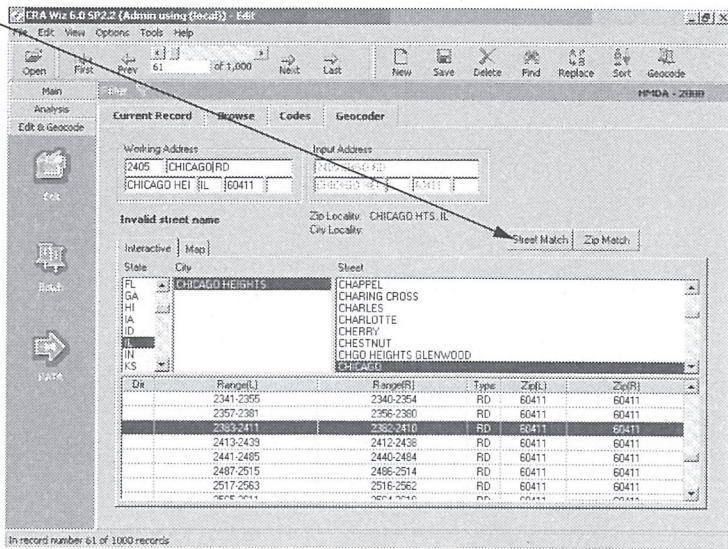 CRA Wiz 6.0 SP2.2 (Admin using (local)) - Edit
File Edit View Options Tools Help
Open First Prev 61 of 1,000 Next Last New Save Delete Find Replace Sort Geocode
Main
Analysis
Edit & Geocode
Edit
Batch
DATA
HMDA - 2000
Current Record Browse Codes Geocoder
Working Address
2405 CHICAGO RD
CHICAGO HEI IL 60411
Input Address
CHICAGO HEI 60411
Invalid street name
Zip Locality: CHICAGO HTS, IL
City Locality:
Street Match Zip Match
Interactive Map
State City Street
FL
GA
HI
IA
ID
IL
IN
KS
CHICAGO HEIGHTS
CHAPPEL
CHARING CROSS
CHARLES
CHARLOTTE
CHERRY
CHESTNUT
CHGO HEIGHTS GLENWOOD
CHICAGO
Dir Range(L) Range(R) Type Zip(L) Zip(R)
2341-2355 2340-2354 RD 60411 60411
2357-2381 2356-2380 RD 60411 60411
2383-2411 2382-2410 RD 60411 60411
2413-2439 2412-2438 RD 60411 60411
2441-2485 2440-2484 RD 60411 60411
2487-2515 2486-2514 RD 60411 60411
2517-2563 2516-2562 RD 60411 60411
In record number 61 of 1000 records